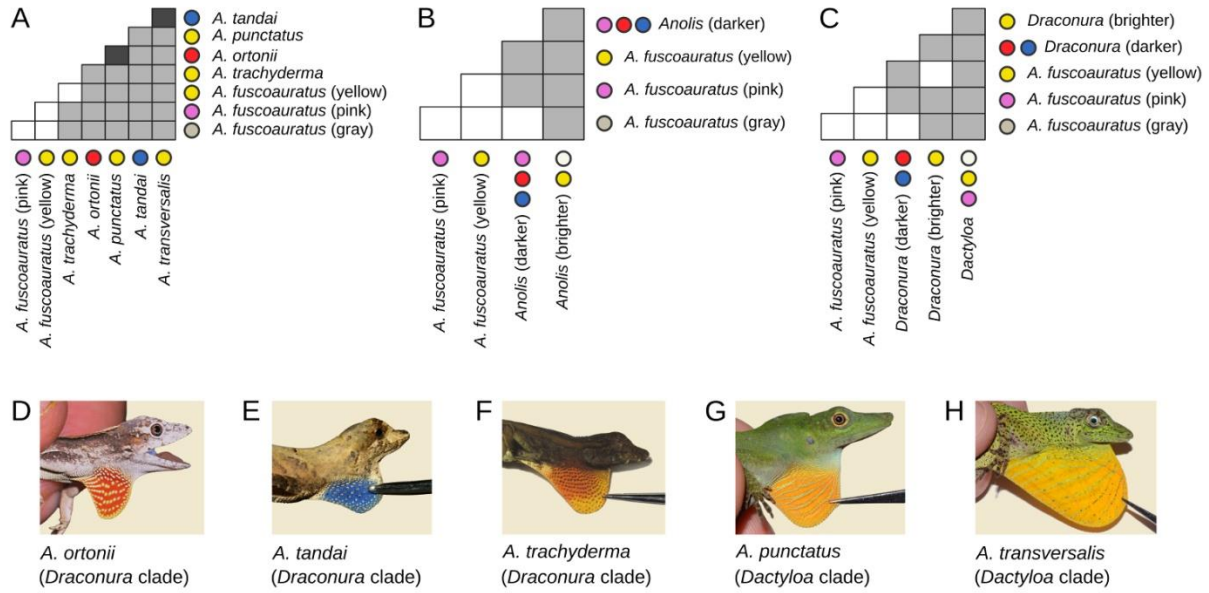 A
A. tandai
A. punctatus
A. ortonii
A. trachyderma
A. fuscoauratus (yellow)
A. fuscoauratus (pink)
A. fuscoauratus (gray)
A. fuscoauratus (pink)
A. fuscoauratus (yellow)
A. trachyderma
A. ortonii
A. punctatus
A. tandai
A. transversalis
B
Anolis (darker)
A. fuscoauratus (yellow)
A. fuscoauratus (pink)
A. fuscoauratus (gray)
A. fuscoauratus (pink)
A. fuscoauratus (yellow)
Anolis (darker)
Anolis (brighter)
C
Draconura (brighter)
Draconura (darker)
A. fuscoauratus (yellow)
A. fuscoauratus (pink)
A. fuscoauratus (gray)
A. fuscoauratus (pink)
A. fuscoauratus (yellow)
Draconura (darker)
Draconura (brighter)
Dactyloa
D
A. ortonii
(Draconura clade)
E
A. tandai
(Draconura clade)
F
A. trachyderma
(Draconura clade)
G
A. punctatus
(Dactyloa clade)
H
A. transversalis
(Dactyloa clade)